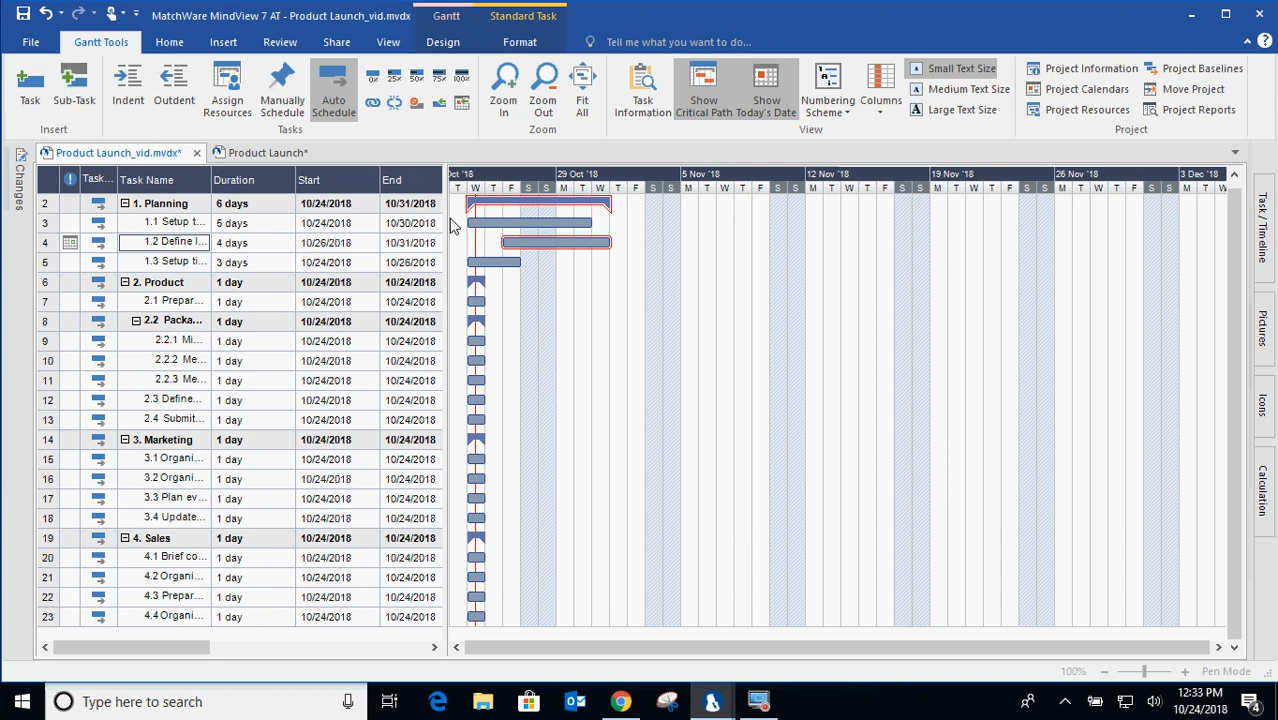 MatchWare MindView 7 AT - Product Launch_vid.mvdx*
Gantt
Standard Task
File
Gantt Tools
Home
Insert
Review
Share
View
Design
Format
Tell me what you want to do...
Task
Sub-Task
Insert
Indent
Outdent
Assign Resources
Manually Schedule
Auto Schedule
0x
25x
50x
75x
100x
Tasks
Zoom In
Zoom Out
Fit All
Zoom
Task Information
Show Critical Path
Show Today's Date
Numbering Scheme
Columns
Small Text Size
Medium Text Size
Large Text Size
View
Project Information
Project Calendars
Project Resources
Project Baselines
Move Project
Project Reports
Project
Product Launch_vid.mvdx*
Product Launch*
Changes
Task... Task Name Duration Start End
2 1. Planning 6 days 10/24/2018 10/31/2018
3 1.1 Setup t... 5 days 10/24/2018 10/30/2018
4 1.2 Define l... 4 days 10/26/2018 10/31/2018
5 1.3 Setup ti... 3 days 10/24/2018 10/26/2018
6 2. Product 1 day 10/24/2018 10/24/2018
7 2.1 Prepar... 1 day 10/24/2018 10/24/2018
8 2.2 Packa... 1 day 10/24/2018 10/24/2018
9 2.2.1 Mi... 1 day 10/24/2018 10/24/2018
10 2.2.2 Me... 1 day 10/24/2018 10/24/2018
11 2.2.3 Me... 1 day 10/24/2018 10/24/2018
12 2.3 Define... 1 day 10/24/2018 10/24/2018
13 2.4 Submit... 1 day 10/24/2018 10/24/2018
14 3. Marketing 1 day 10/24/2018 10/24/2018
15 3.1 Organi... 1 day 10/24/2018 10/24/2018
16 3.2 Organi... 1 day 10/24/2018 10/24/2018
17 3.3 Plan ev... 1 day 10/24/2018 10/24/2018
18 3.4 Update... 1 day 10/24/2018 10/24/2018
19 4. Sales 1 day 10/24/2018 10/24/2018
20 4.1 Brief co... 1 day 10/24/2018 10/24/2018
21 4.2 Organi... 1 day 10/24/2018 10/24/2018
22 4.3 Prepar... 1 day 10/24/2018 10/24/2018
23 4.4 Organi... 1 day 10/24/2018 10/24/2018
Oct '18 29 Oct '18 5 Nov '18 12 Nov '18 19 Nov '18 26 Nov '18 3 Dec '18
T W T F S S M T W T F S S M T W T F S S M T W T F S S M T W T F S S M T W T F S S M T W
Task / Timeline
Pictures
Icons
Calculation
100%
Pen Mode
Type here to search
12:33 PM
10/24/2018
4